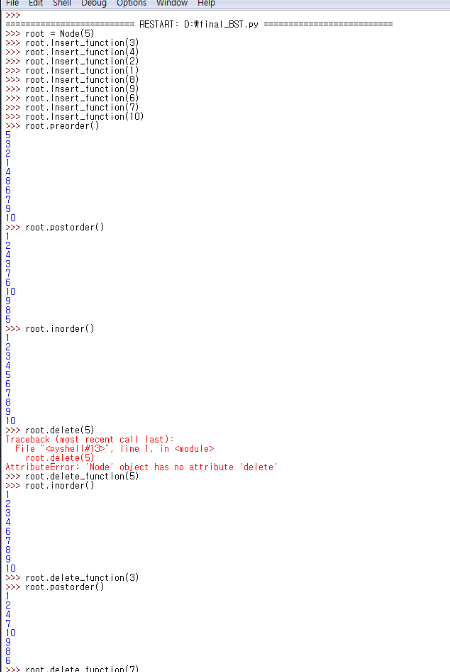 File Edit Shell Debug Options Window Help
>>>
========================== RESTART: D:\final_BST.py ==========================
>>> root = Node(5)
>>> root.Insert_function(3)
>>> root.Insert_function(4)
>>> root.Insert_function(2)
>>> root.Insert_function(1)
>>> root.Insert_function(8)
>>> root.Insert_function(9)
>>> root.Insert_function(6)
>>> root.Insert_function(7)
>>> root.Insert_function(10)
>>> root.preorder()
5
3
2
1
4
8
6
7
9
10
>>> root.postorder()
1
2
4
3
7
6
10
9
8
5
>>> root.inorder()
1
2
3
4
5
6
7
8
9
10
>>> root.delete(5)
Traceback (most recent call last):
  File "<pyshell#13>", line 1, in <module>
    root.delete(5)
AttributeError: 'Node' object has no attribute 'delete'
>>> root.delete_function(5)
>>> root.inorder()
1
2
3
4
6
7
8
9
10
>>> root.delete_function(3)
>>> root.postorder()
1
2
4
7
10
9
8
6
>>> root.delete_function(7)